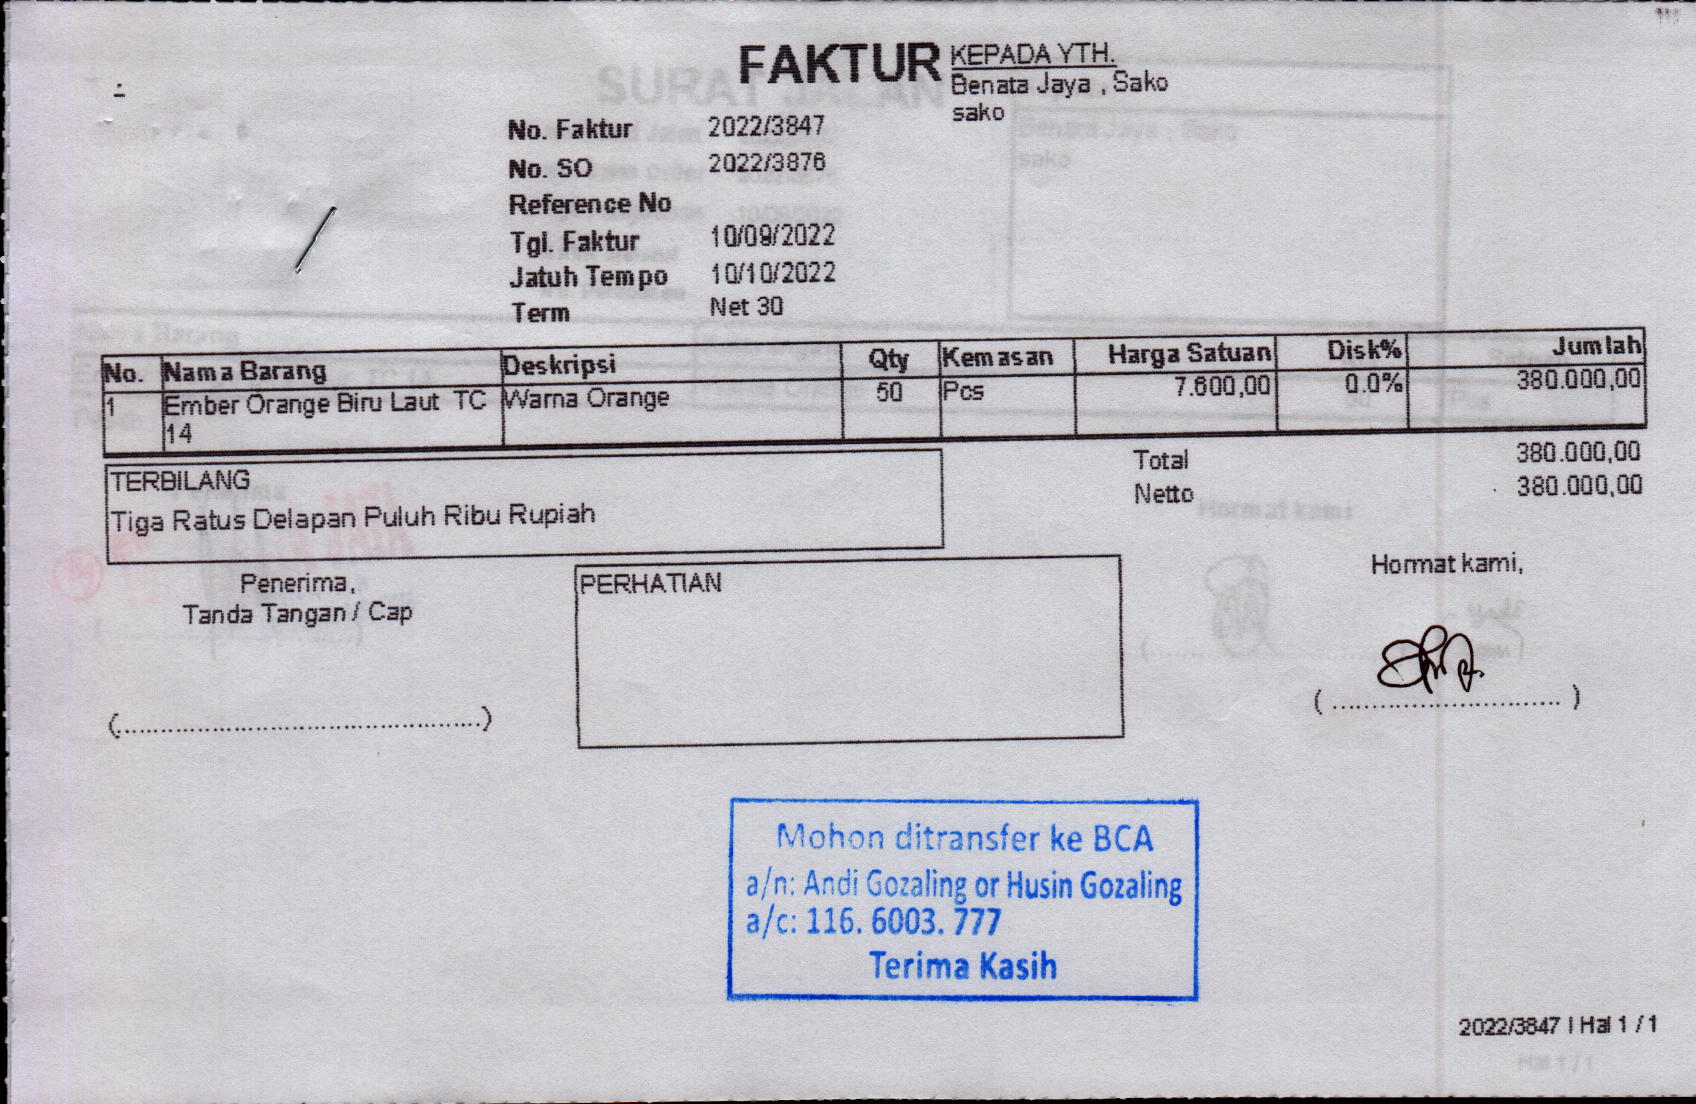 FAKTUR
KEPADA YTH.
Benata Jaya , Sako
sako
No. Faktur 2022/3847
No. SO 2022/3876
Reference No
Tgl. Faktur 10/09/2022
Jatuh Tempo 10/10/2022
Term Net 30
No. Nama Barang Deskripsi Qty Kemasan Harga Satuan Disk% Jumlah
1 Ember Orange Biru Laut TC 14 Warna Orange 50 Pcs 7.600,00 0.0% 380.000,00
Total 380.000,00
Netto 380.000,00
TERBILANG
Tiga Ratus Delapan Puluh Ribu Rupiah
Penerima,
Tanda Tangan / Cap
(................................................)
PERHATIAN
Hormat kami,
( ............................. )
Mohon ditransfer ke BCA
a/n: Andi Gozaling or Husin Gozaling
a/c: 116. 6003. 777
Terima Kasih
2022/3847 | Hal 1 / 1